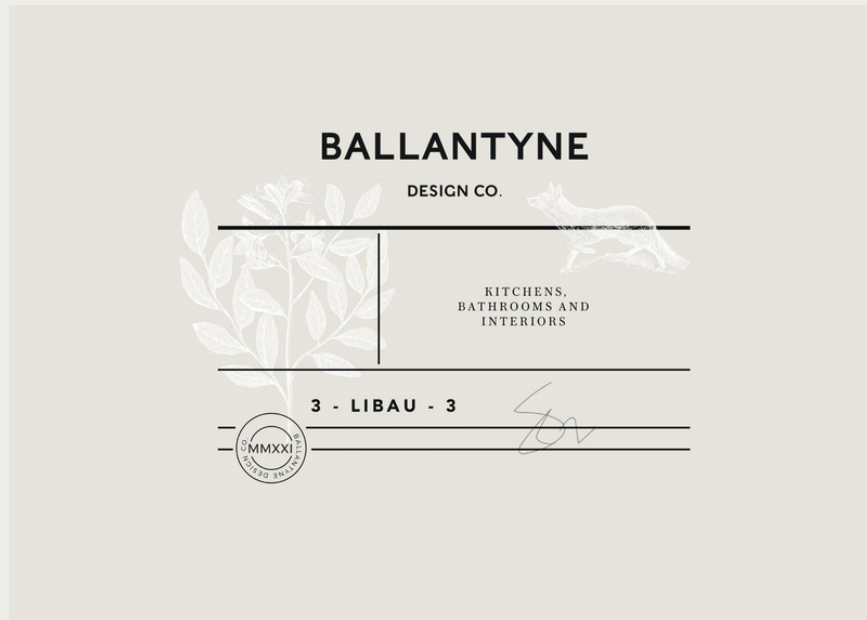 BALLANTYNE
DESIGN CO.
KITCHENS,
BATHROOMS AND
INTERIORS
3 - LIBAU - 3
MMXXI
BALLANTYNE DESIGN CO.